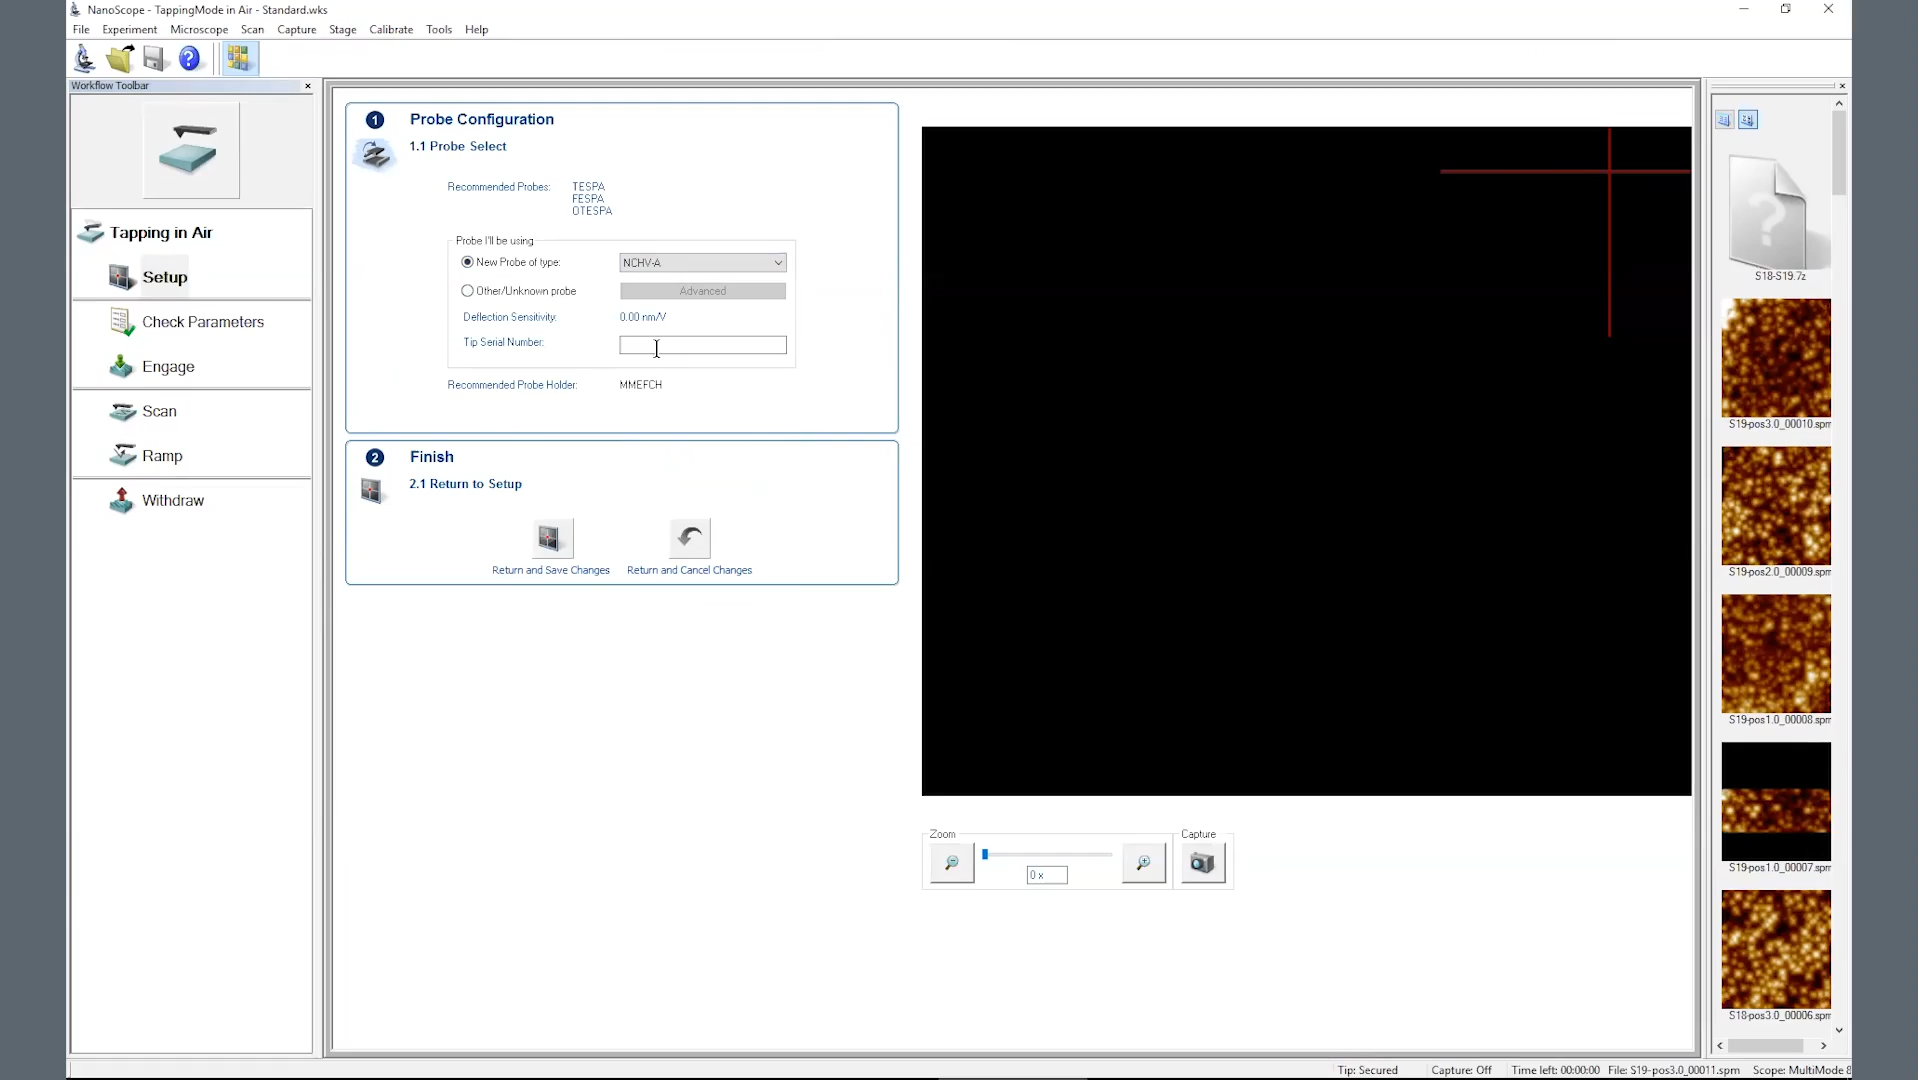 NanoScope - TappingMode in Air - Standard.wks
File Experiment Microscope Scan Capture Stage Calibrate Tools Help
Workflow Toolbar
Tapping in Air
Setup
Check Parameters
Engage
Scan
Ramp
Withdraw
1 Probe Configuration
1.1 Probe Select
Recommended Probes: TESPA
FESPA
OTESPA
Probe I'll be using
New Probe of type: NCHV-A
Other/Unknown probe Advanced
Deflection Sensitivity: 0.00 nm/V
Tip Serial Number:
Recommended Probe Holder: MMEFCH
2 Finish
2.1 Return to Setup
Return and Save Changes Return and Cancel Changes
Zoom
0 x
Capture
S18-S19.7z
S19-pos3.0_00010.spm
S19-pos2.0_00009.spm
S19-pos1.0_00008.spm
S19-pos1.0_00007.spm
S18-pos3.0_00006.spm
Tip: Secured Capture: Off Time left: 00:00:00 File: S19-pos3.0_00011.spm Scope: MultiMode 8